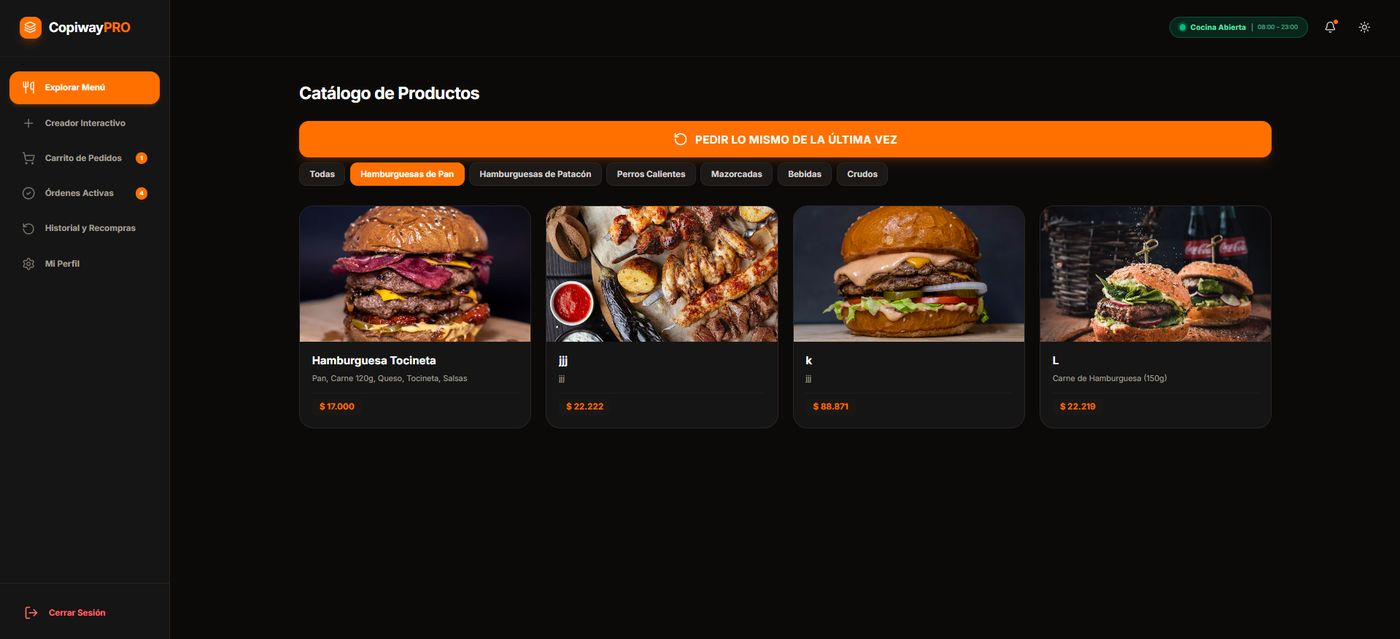 CopiwayPRO
Cocina Abierta | 08:00 - 23:00
Explorar Menú
Creador Interactivo
Carrito de Pedidos 1
Órdenes Activas 4
Historial y Recompras
Mi Perfil
Cerrar Sesión
Catálogo de Productos
PEDIR LO MISMO DE LA ÚLTIMA VEZ
Todas Hamburguesas de Pan Hamburguesas de Patacón Perros Calientes Mazorcadas Bebidas Crudos
Hamburguesa Tocineta
Pan, Carne 120g, Queso, Tocineta, Salsas
$ 17.000
jjj
jjj
$ 22.222
k
jjj
$ 88.871
Coca-Cola
L
Carne de Hamburguesa (150g)
$ 22.219